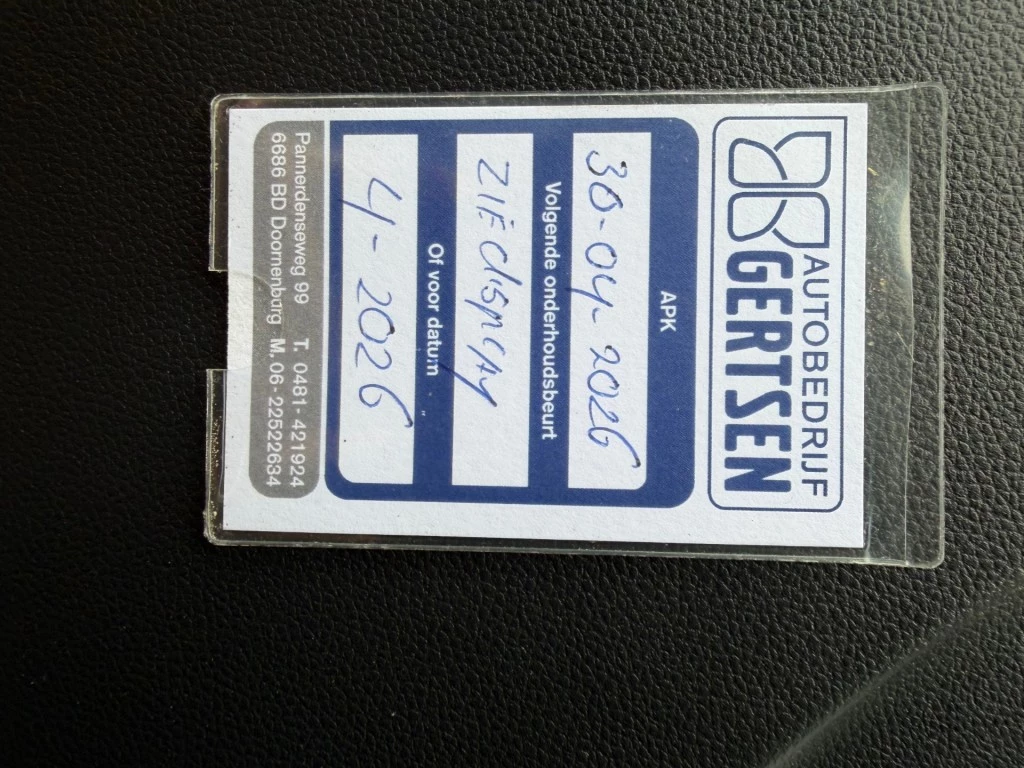 AUTOBEDRIJF
GERTSEN
APK
30-04-2026
Volgende onderhoudsbeurt
ZIE display
Of voor datum
4-2026
Pannerdenseweg 99 T. 0481-421924
6686 BD Doornenburg M. 06-22522634